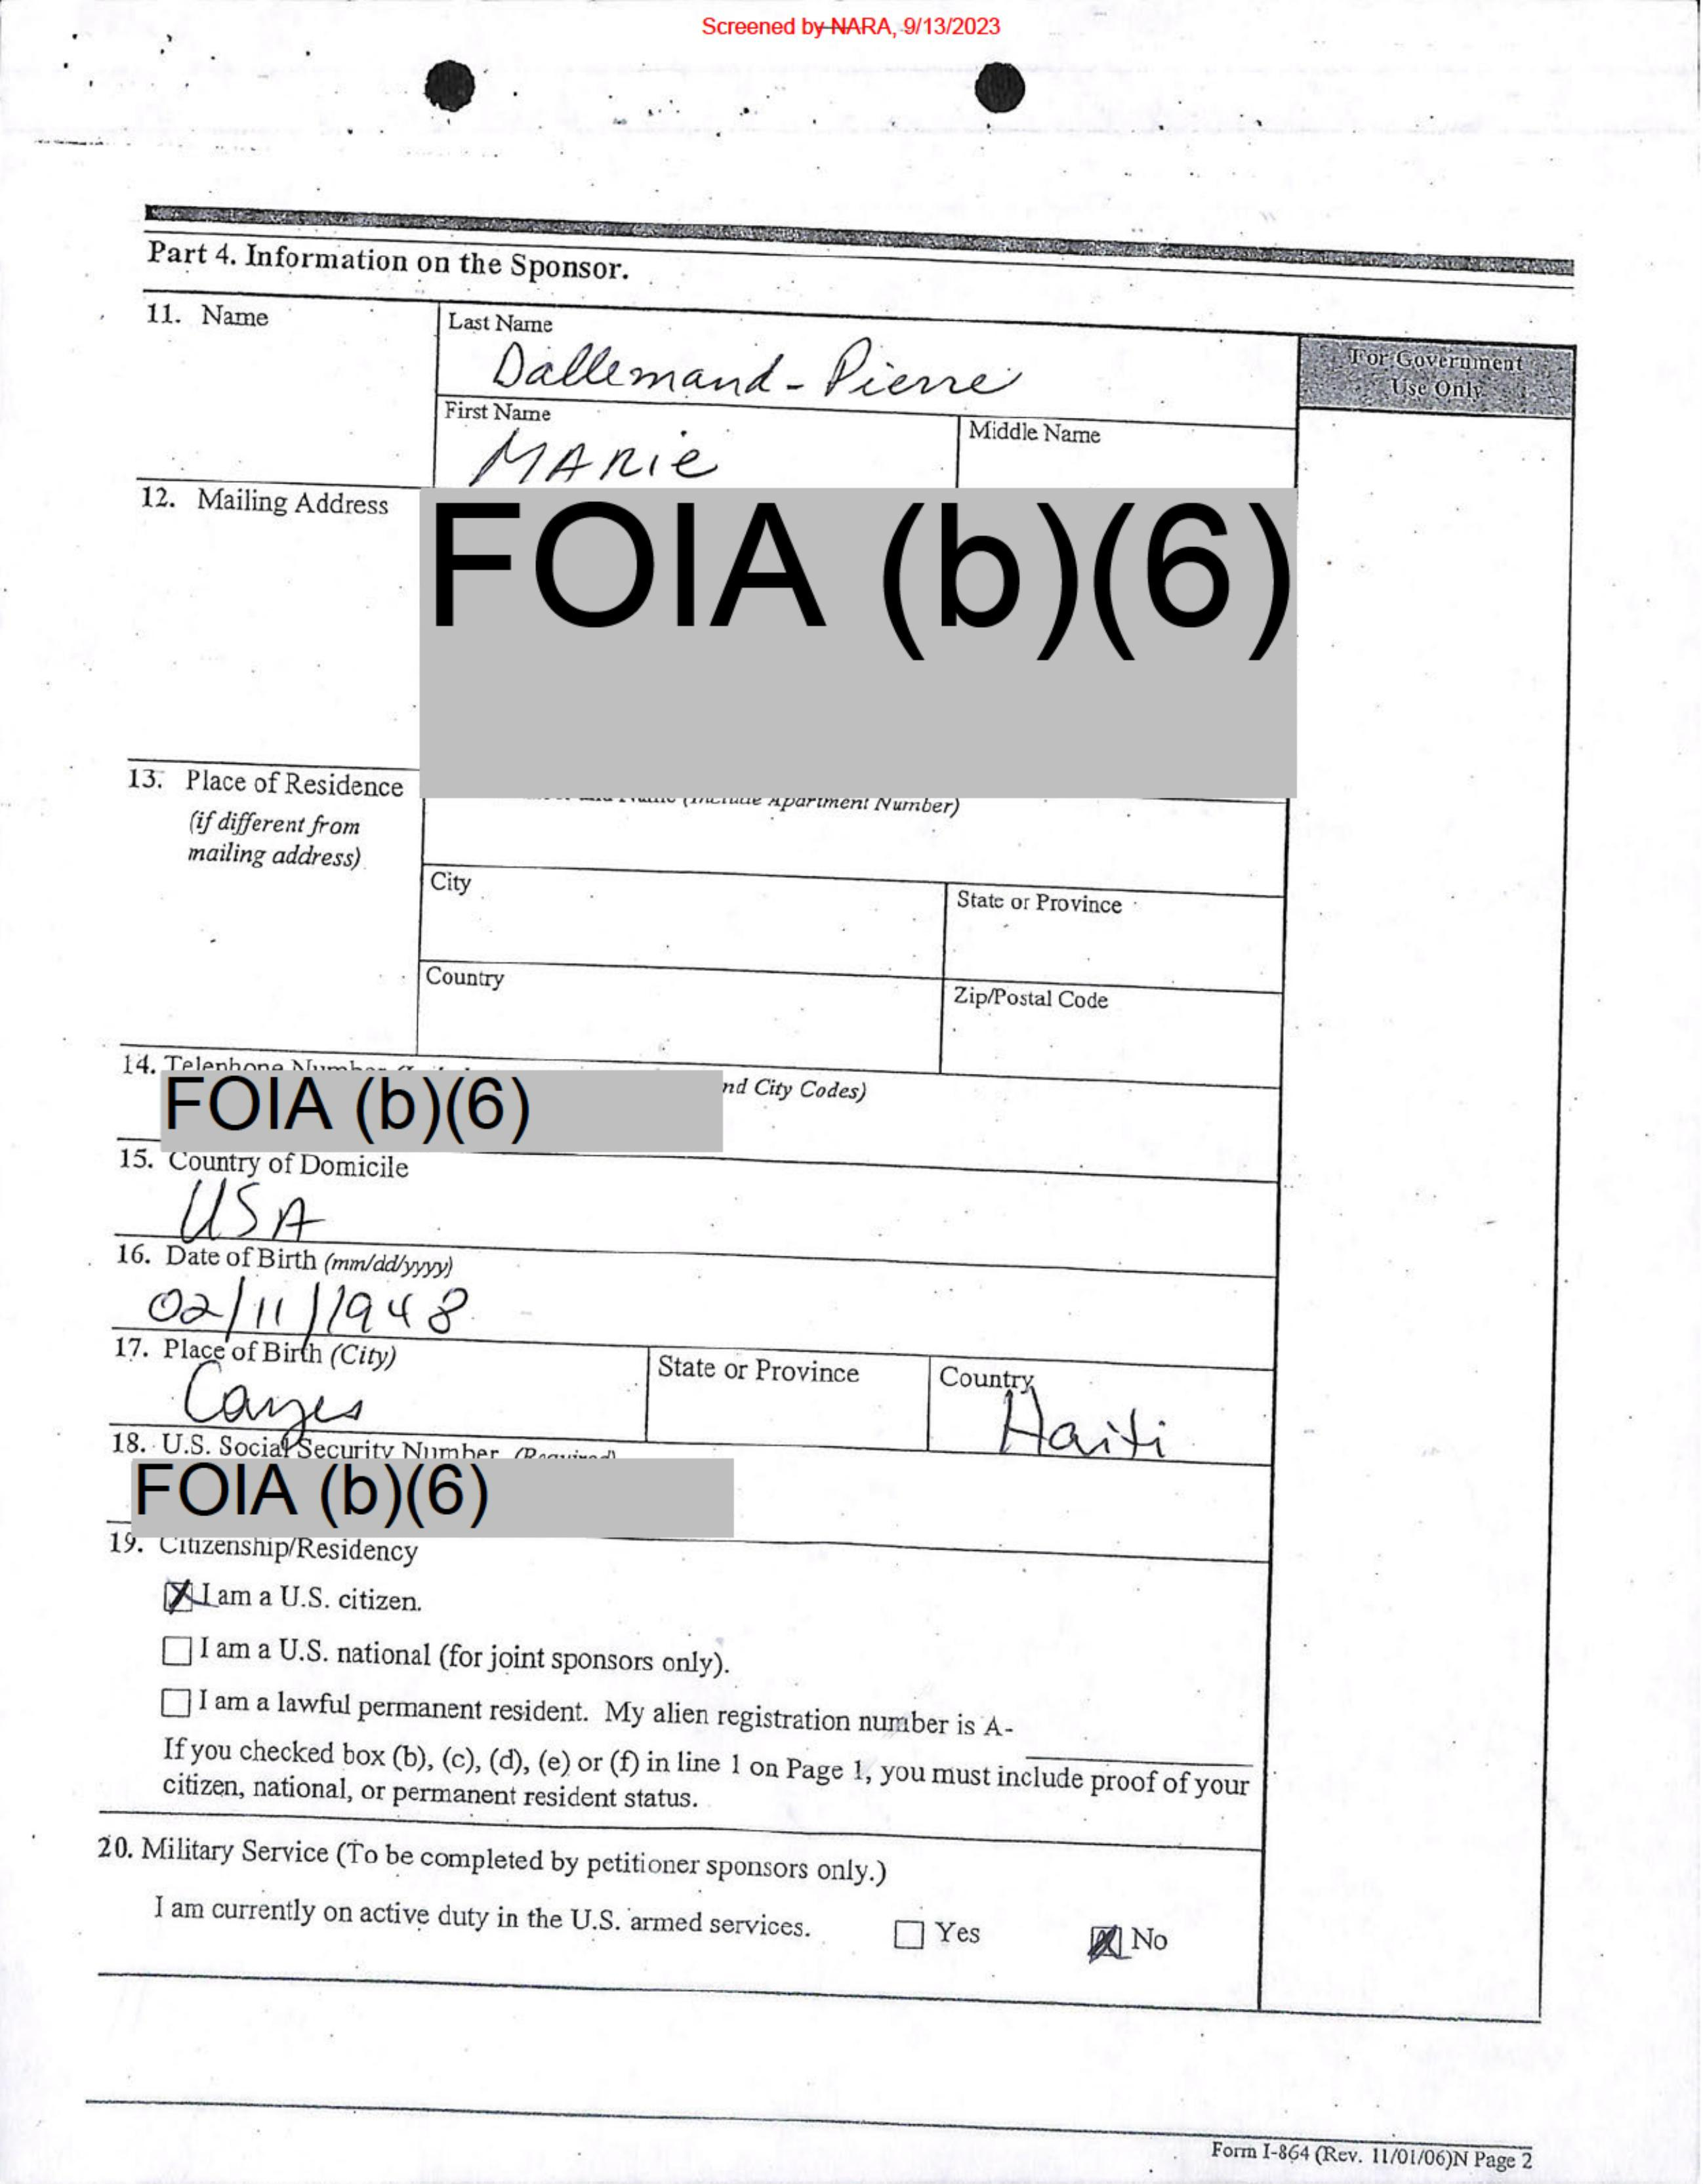 Screened by NARA, 9/13/2023
Part 4. Information on the Sponsor.
11. Name
Last Name
Dallemand-Pierre
For Government
Use Only
First Name
MARie
Middle Name
12. Mailing Address
FOIA (b)(6)
13. Place of Residence
(if different from
mailing address)
(Include Apartment Number)
City
State or Province
Country
Zip/Postal Code
14. Telephone Number
FOIA (b)(6)
nd City Codes)
15. Country of Domicile
USA
16. Date of Birth (mm/dd/yyyy)
02/11/1948
17. Place of Birth (City)
Cayes
State or Province
Country
Haiti
18. U.S. Social Security Number (Required)
FOIA (b)(6)
19. Citizenship/Residency
I am a U.S. citizen.
I am a U.S. national (for joint sponsors only).
I am a lawful permanent resident. My alien registration number is A-
If you checked box (b), (c), (d), (e) or (f) in line 1 on Page 1, you must include proof of your
citizen, national, or permanent resident status.
20. Military Service (To be completed by petitioner sponsors only.)
I am currently on active duty in the U.S. armed services.
Yes
No
Form I-864 (Rev. 11/01/06)N Page 2